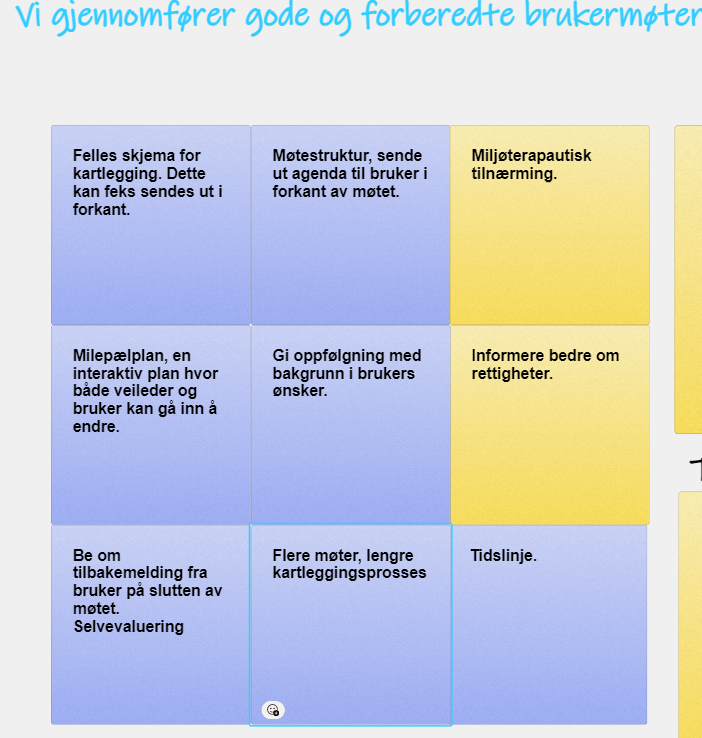 Vi gjennomfører gode og forberedte brukermøter
Felles skjema for
kartlegging. Dette
kan feks sendes ut i
forkant.
Møtestruktur, sende
ut agenda til bruker i
forkant av møtet.
Miljøterapautisk
tilnærming.
Milepælplan, en
interaktiv plan hvor
både veileder og
bruker kan gå inn å
endre.
Gi oppfølgning med
bakgrunn i brukers
ønsker.
Informere bedre om
rettigheter.
Be om
tilbakemelding fra
bruker på slutten av
møtet.
Selvevaluering
Flere møter, lengre
kartleggingsprosses
Tidslinje.